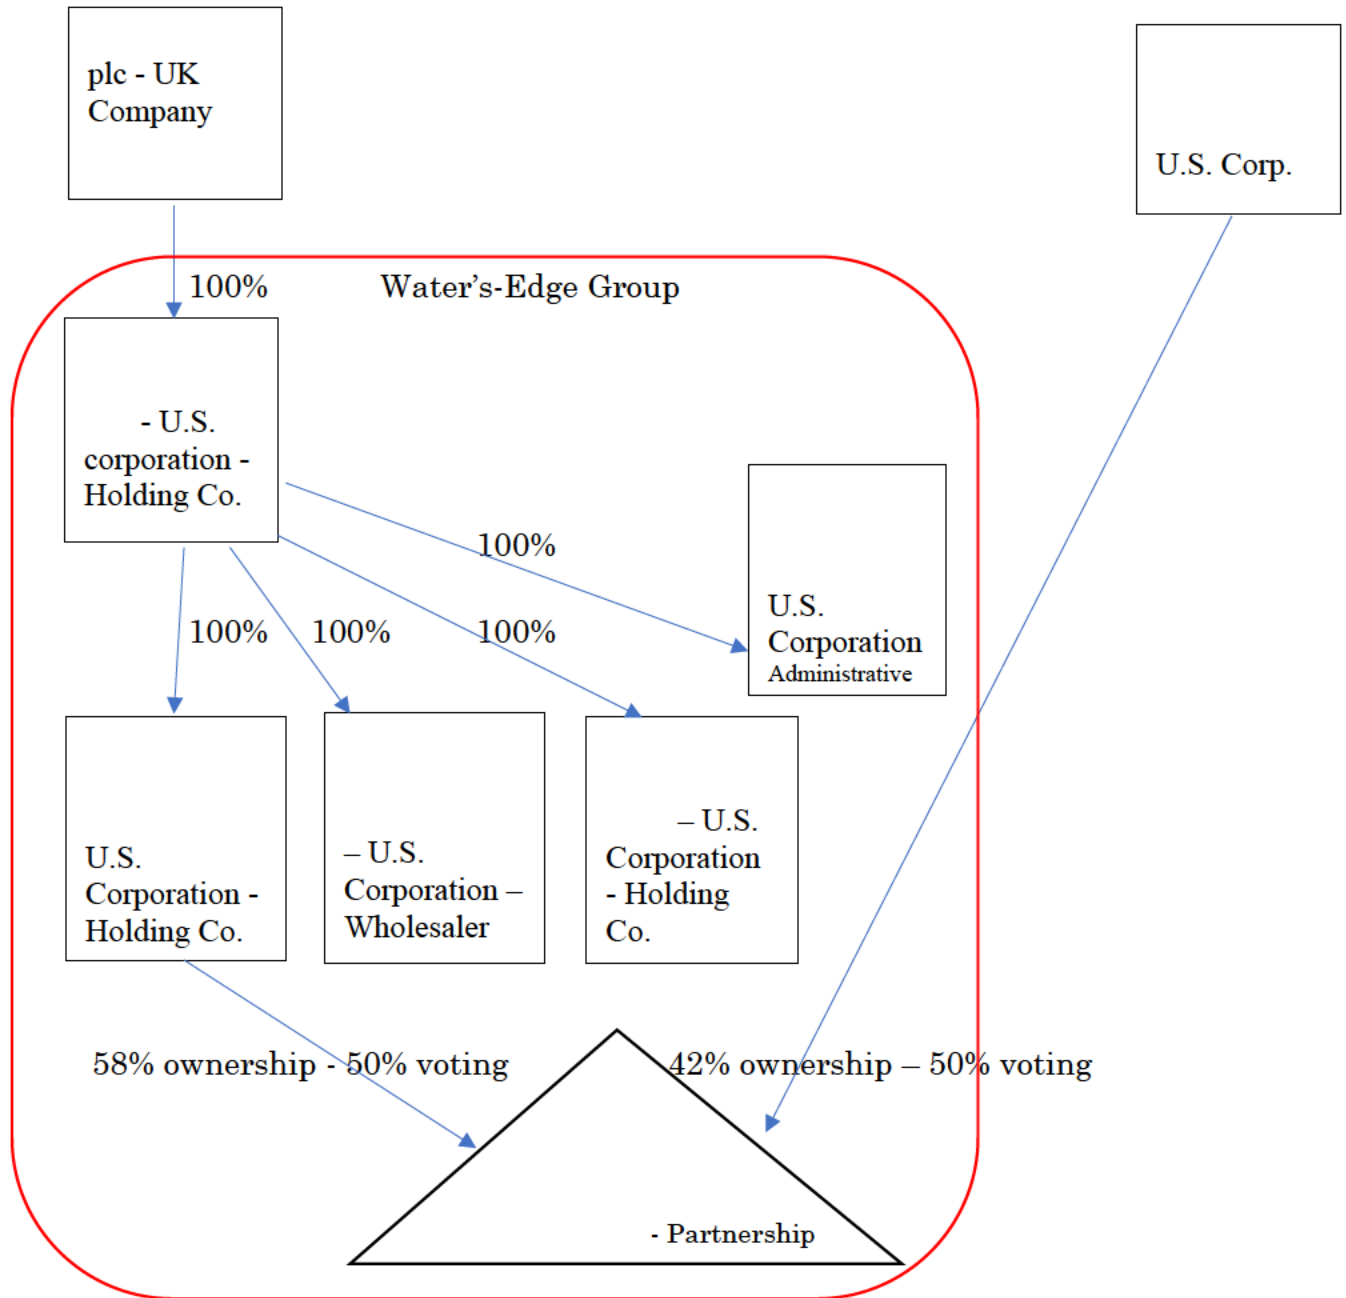 plc - UK
Company
U.S. Corp.
100%
Water’s-Edge Group
- U.S.
corporation -
Holding Co.
100%
U.S.
Corporation
Administrative
100%
100%
100%
U.S.
Corporation -
Holding Co.
– U.S.
Corporation –
Wholesaler
– U.S.
Corporation
- Holding
Co.
58% ownership - 50% voting
42% ownership – 50% voting
- Partnership